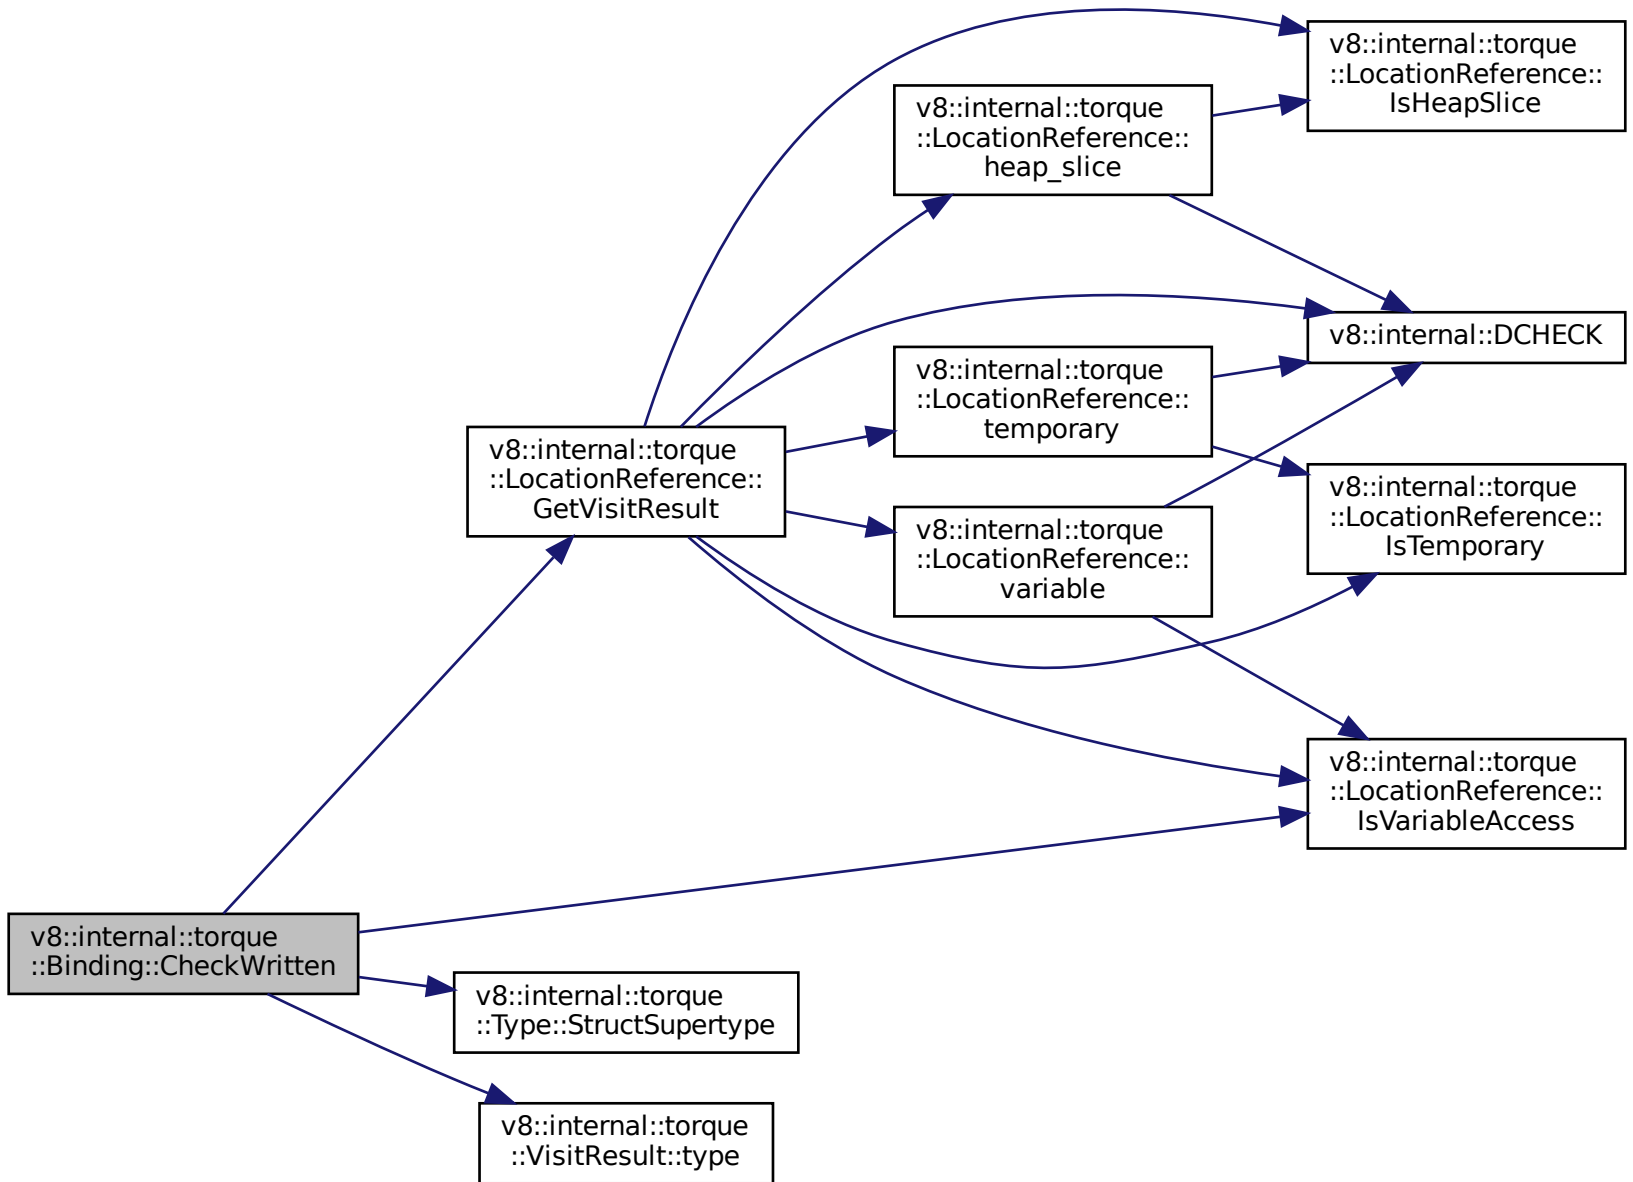 v8::internal::torque
::LocationReference::
IsHeapSlice
v8::internal::torque
::LocationReference::
heap_slice
v8::internal::DCHECK
v8::internal::torque
::LocationReference::
temporary
v8::internal::torque
::LocationReference::
GetVisitResult
v8::internal::torque
::LocationReference::
IsTemporary
v8::internal::torque
::LocationReference::
variable
v8::internal::torque
::LocationReference::
IsVariableAccess
v8::internal::torque
::Binding::CheckWritten
v8::internal::torque
::Type::StructSupertype
v8::internal::torque
::VisitResult::type